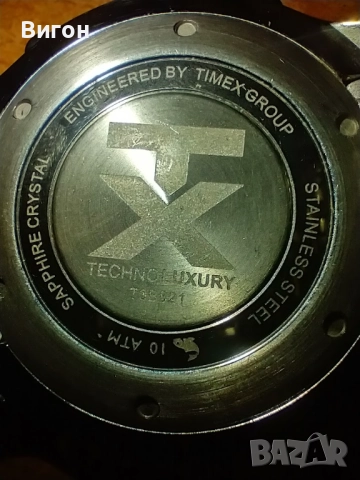 Вигон
ENGINEERED BY TIMEX GROUP
STAINLESS STEEL
10 ATM
SAPPHIRE CRYSTAL
TX
TECHNOLUXURY
BAZAR